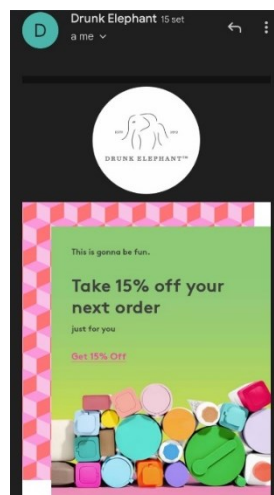 D
Drunk Elephant 15 set
a me
DRUNK ELEPHANT™
This is gonna be fun.
Take 15% off your
next order
just for you
Get 15% Off